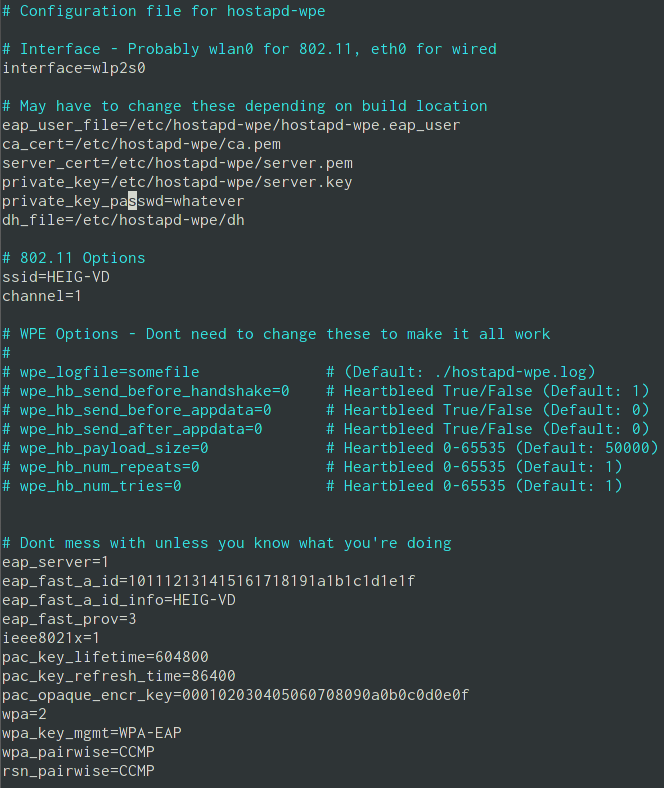 # Configuration file for hostapd-wpe
# Interface - Probably wlan0 for 802.11, eth0 for wired
interface=wlp2s0
# May have to change these depending on build location
eap_user_file=/etc/hostapd-wpe/hostapd-wpe.eap_user
ca_cert=/etc/hostapd-wpe/ca.pem
server_cert=/etc/hostapd-wpe/server.pem
private_key=/etc/hostapd-wpe/server.key
private_key_passwd=whatever
dh_file=/etc/hostapd-wpe/dh
# 802.11 Options
ssid=HEIG-VD
channel=1
# WPE Options - Dont need to change these to make it all work
#
# wpe_logfile=somefile # (Default: ./hostapd-wpe.log)
# wpe_hb_send_before_handshake=0 # Heartbleed True/False (Default: 1)
# wpe_hb_send_before_appdata=0 # Heartbleed True/False (Default: 0)
# wpe_hb_send_after_appdata=0 # Heartbleed True/False (Default: 0)
# wpe_hb_payload_size=0 # Heartbleed 0-65535 (Default: 50000)
# wpe_hb_num_repeats=0 # Heartbleed 0-65535 (Default: 1)
# wpe_hb_num_tries=0 # Heartbleed 0-65535 (Default: 1)
# Dont mess with unless you know what you're doing
eap_server=1
eap_fast_a_id=101112131415161718191a1b1c1d1e1f
eap_fast_a_id_info=HEIG-VD
eap_fast_prov=3
ieee8021x=1
pac_key_lifetime=604800
pac_key_refresh_time=86400
pac_opaque_encr_key=000102030405060708090a0b0c0d0e0f
wpa=2
wpa_key_mgmt=WPA-EAP
wpa_pairwise=CCMP
rsn_pairwise=CCMP